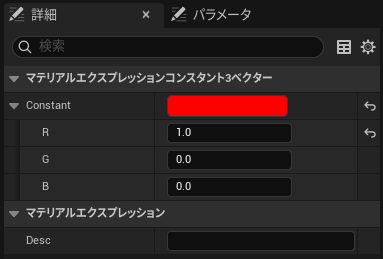 詳細 × パラメータ
検索
マテリアルエクスプレッションコンスタント3ベクター
Constant
R 1.0
G 0.0
B 0.0
マテリアルエクスプレッション
Desc